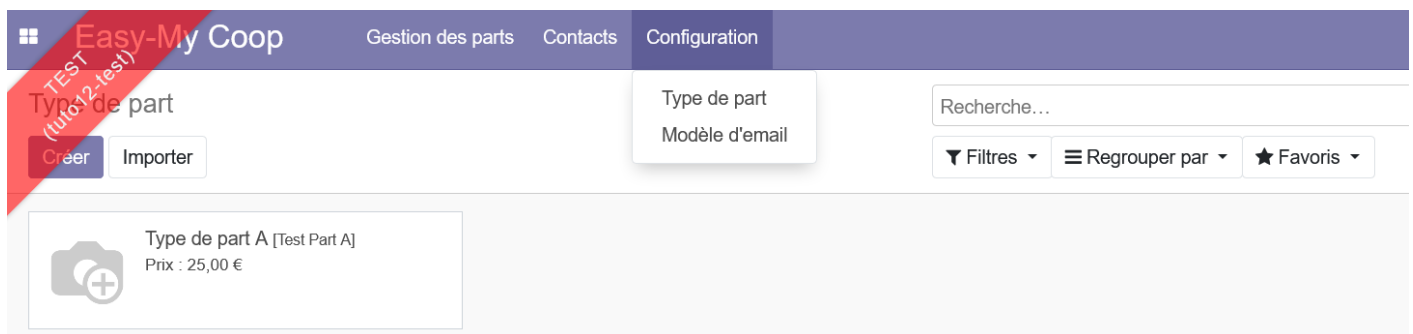 Easy-My Coop Gestion des parts Contacts Configuration
TEST
(tuto12-test)
Type de part
Type de part
Modèle d'email
Recherche...
Créer Importer
Filtres Regrouper par Favoris
Type de part A [Test Part A]
Prix : 25,00 €